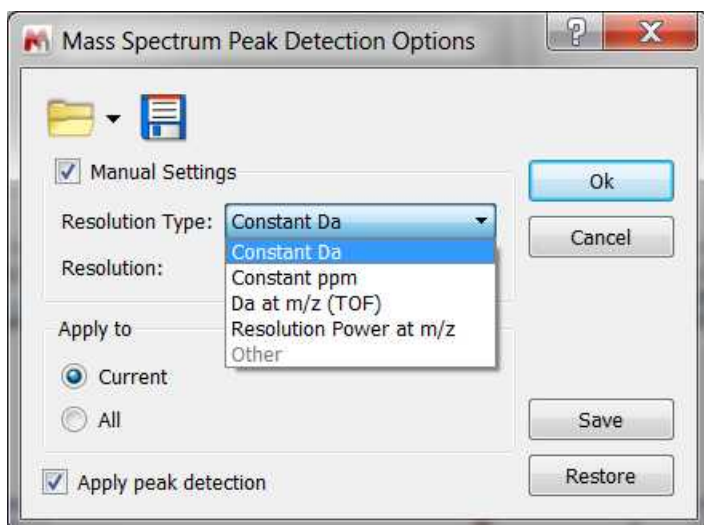 Mass Spectrum Peak Detection Options
Manual Settings
Ok
Resolution Type: Constant Da
Cancel
Constant Da
Resolution:
Constant ppm
Da at m/z (TOF)
Resolution Power at m/z
Other
Apply to
Current
All
Save
Apply peak detection
Restore